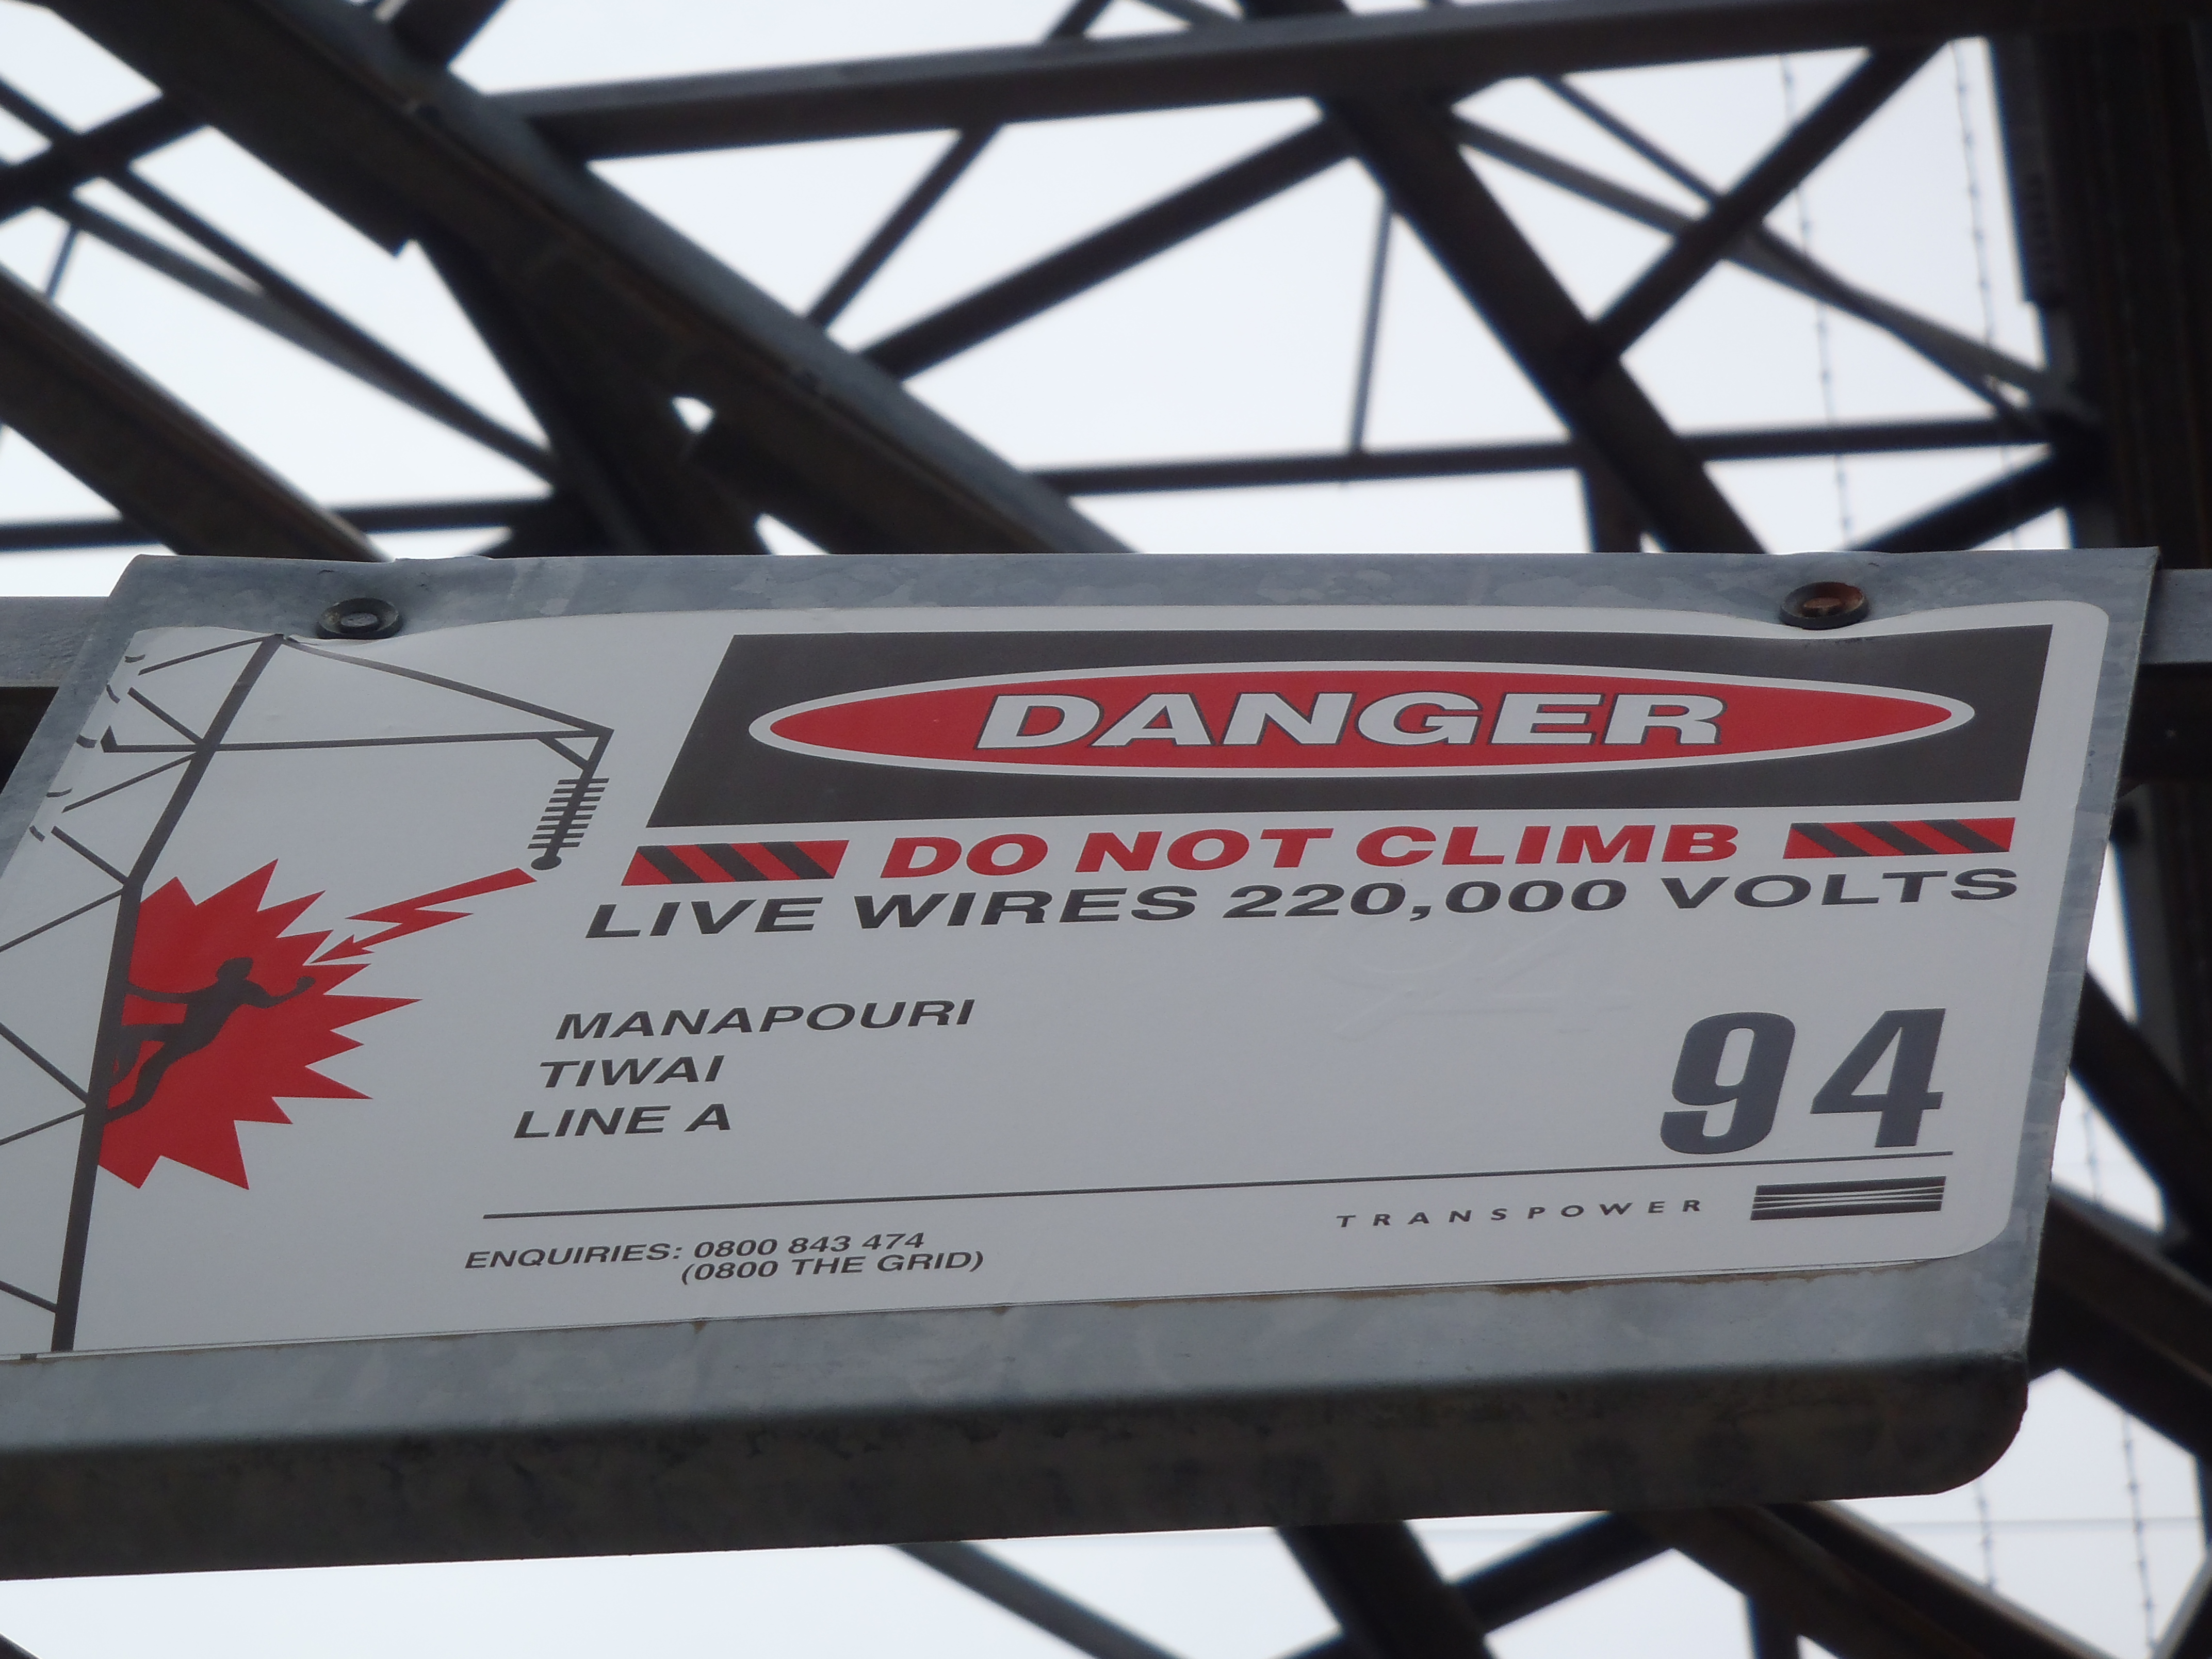 DANGER
DO NOT CLIMB
LIVE WIRES 220,000 VOLTS
MANAPOURI
TIWAI
LINE A
94
TRANSPOWER
ENQUIRIES: 0800 843 474
(0800 THE GRID)